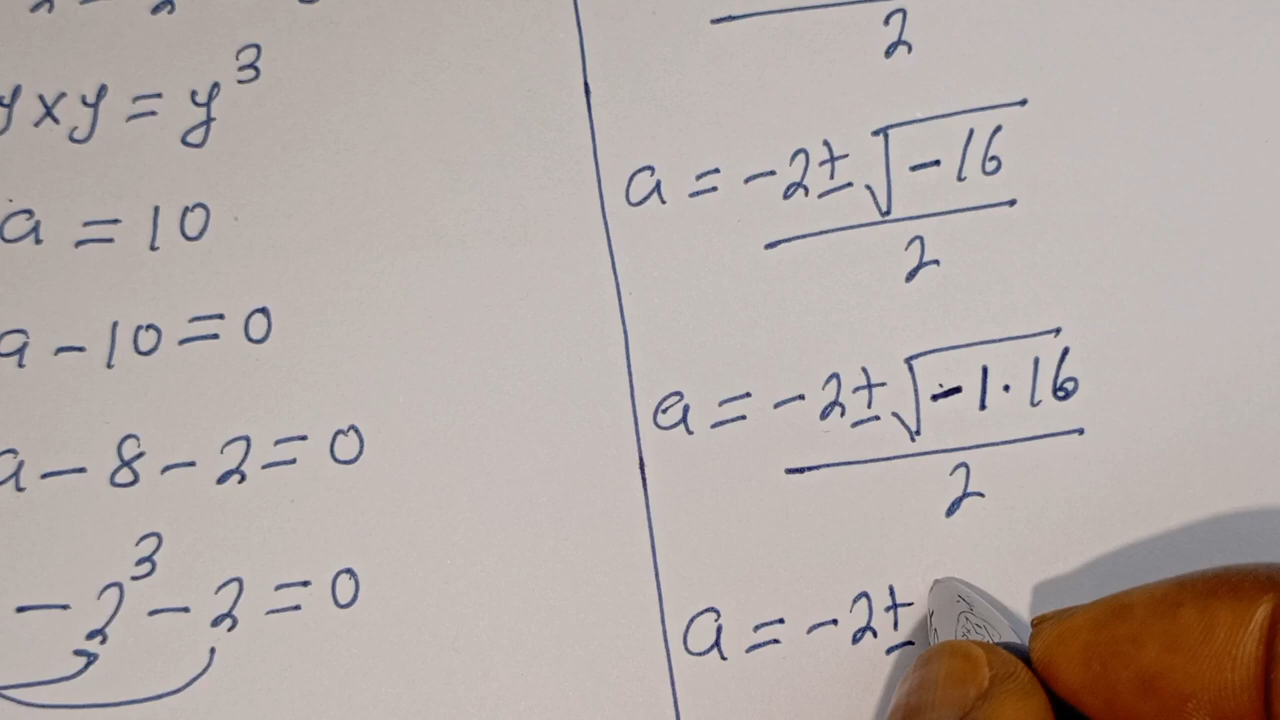 y×y=y³
a=10
a-10=0
a-8-2=0
-2³-2=0
2
a=-2±√-16
2
a=-2±√-1·16
2
a=-2±